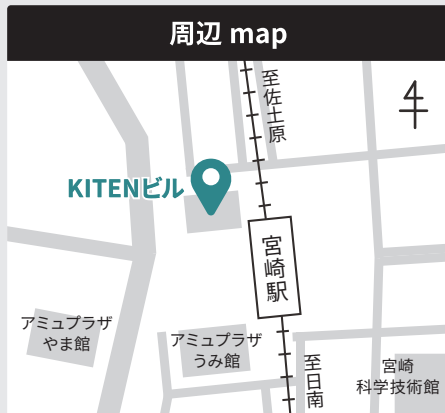 周辺 map
至佐土原
KITENビル
宮崎駅
アミュプラザ
やま館
アミュプラザ
うみ館
至日南
宮崎
科学技術館